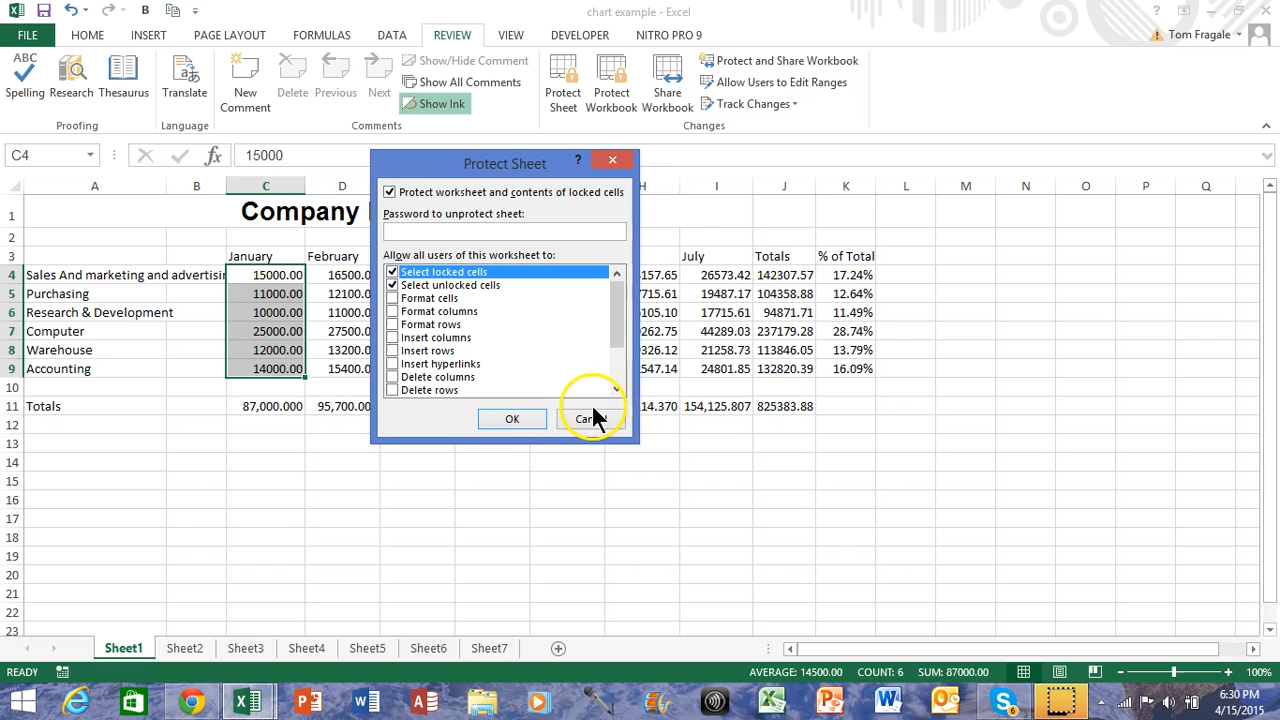 chart example - Excel
FILE HOME INSERT PAGE LAYOUT FORMULAS DATA REVIEW VIEW DEVELOPER NITRO PRO 9 Tom Fragale
ABC Spelling Research Thesaurus Translate New Comment Delete Previous Next
Show/Hide Comment
Show All Comments
Show Ink
Protect Sheet Protect Workbook Share Workbook
Protect and Share Workbook
Allow Users to Edit Ranges
Track Changes
Proofing Language Comments Changes
C4 fx 15000
A B C D H I J K L M N O P Q
1 Company
2
3 January February July Totals % of Total
4 Sales And marketing and advertisin 15000.00 16500. 157.65 26573.42 142307.57 17.24%
5 Purchasing 11000.00 12100. 715.61 19487.17 104358.88 12.64%
6 Research & Development 10000.00 11000. 105.10 17715.61 94871.71 11.49%
7 Computer 25000.00 27500. 262.75 44289.03 237179.28 28.74%
8 Warehouse 12000.00 13200. 326.12 21258.73 113846.05 13.79%
9 Accounting 14000.00 15400. 547.14 24801.85 132820.39 16.09%
10
11 Totals 87,000.000 95,700. 14.370 154,125.807 825383.88
12
13
14
15
16
17
18
19
20
21
22
23
Protect Sheet ?
Protect worksheet and contents of locked cells
Password to unprotect sheet:
Allow all users of this worksheet to:
Select locked cells
Select unlocked cells
Format cells
Format columns
Format rows
Insert columns
Insert rows
Insert hyperlinks
Delete columns
Delete rows
OK Cancel
Sheet1 Sheet2 Sheet3 Sheet4 Sheet5 Sheet6 Sheet7
READY AVERAGE: 14500.00 COUNT: 6 SUM: 87000.00 100%
6:30 PM
4/15/2015